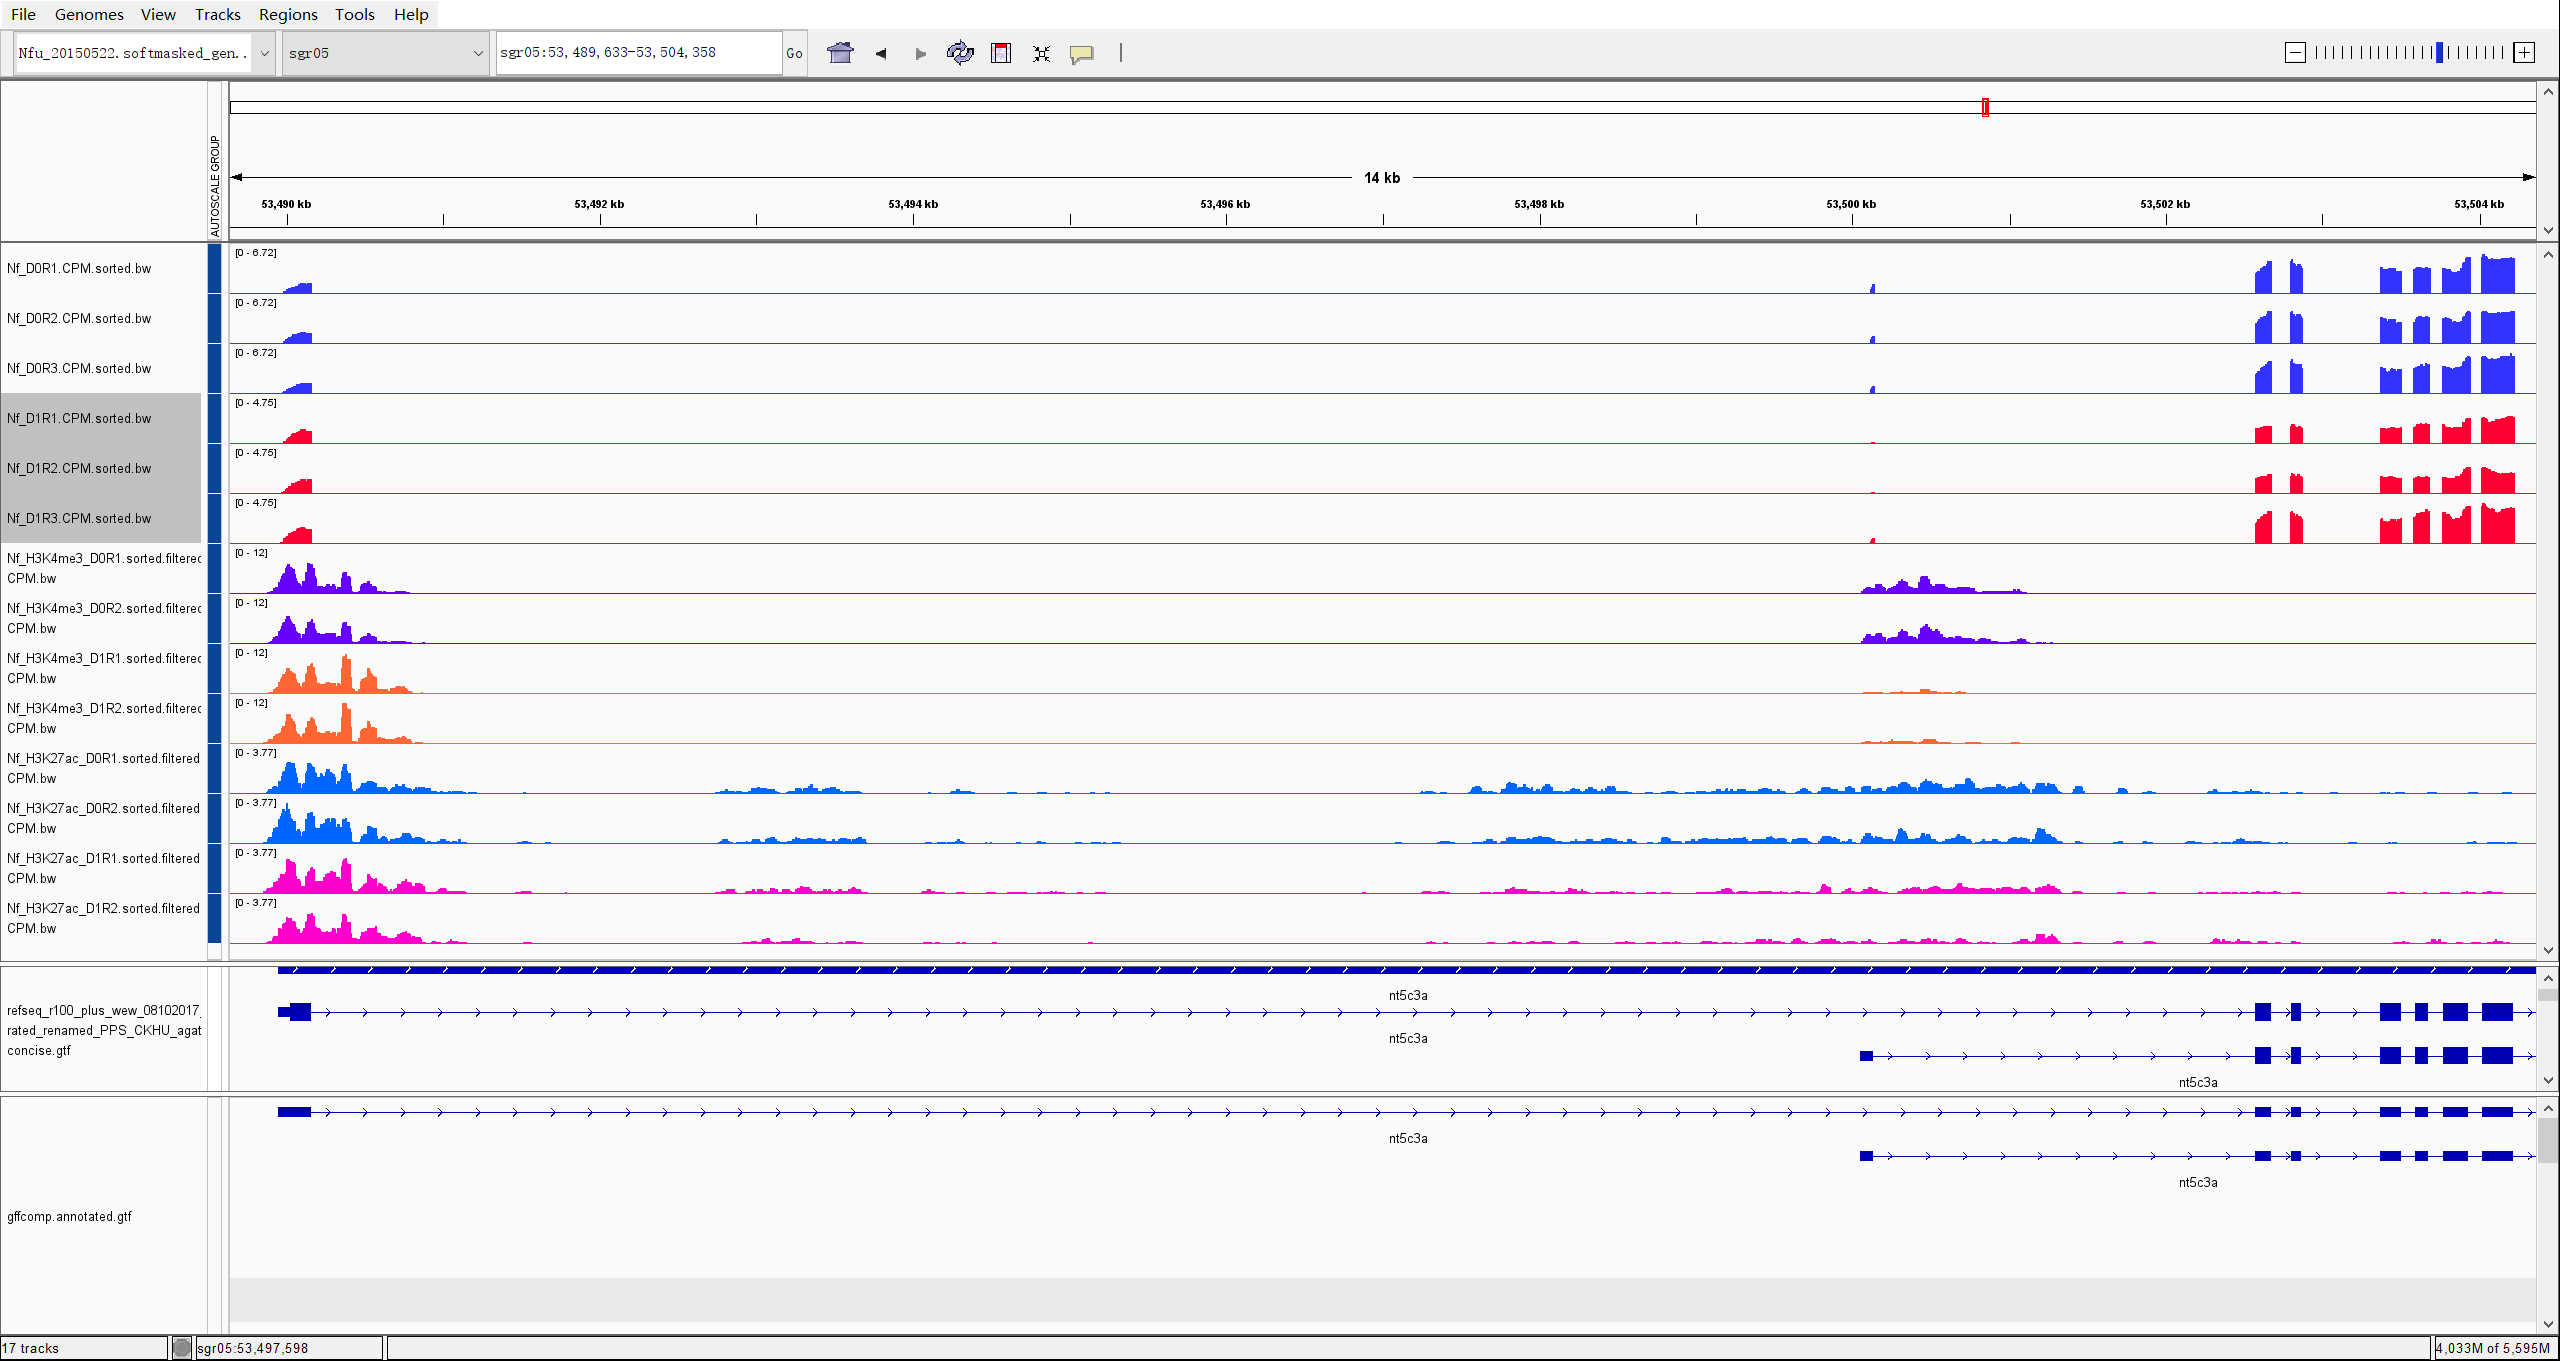 File Genomes View Tracks Regions Tools Help
Nfu_20150522.softmasked_gen.. sgr05 sgr05:53,489,633-53,504,358 Go
AUTOSCALE GROUP
14 kb
53,490 kb 53,492 kb 53,494 kb 53,496 kb 53,498 kb 53,500 kb 53,502 kb 53,504 kb
[0 - 6.72]
Nf_D0R1.CPM.sorted.bw
[0 - 6.72]
Nf_D0R2.CPM.sorted.bw
[0 - 6.72]
Nf_D0R3.CPM.sorted.bw
[0 - 4.75]
Nf_D1R1.CPM.sorted.bw
[0 - 4.75]
Nf_D1R2.CPM.sorted.bw
[0 - 4.75]
Nf_D1R3.CPM.sorted.bw
[0 - 12]
Nf_H3K4me3_D0R1.sorted.filtered
CPM.bw
[0 - 12]
Nf_H3K4me3_D0R2.sorted.filtered
CPM.bw
[0 - 12]
Nf_H3K4me3_D1R1.sorted.filtered
CPM.bw
[0 - 12]
Nf_H3K4me3_D1R2.sorted.filtered
CPM.bw
[0 - 3.77]
Nf_H3K27ac_D0R1.sorted.filtered
CPM.bw
[0 - 3.77]
Nf_H3K27ac_D0R2.sorted.filtered
CPM.bw
[0 - 3.77]
Nf_H3K27ac_D1R1.sorted.filtered
CPM.bw
[0 - 3.77]
Nf_H3K27ac_D1R2.sorted.filtered
CPM.bw
nt5c3a
refseq_r100_plus_wew_08102017_
rated_renamed_PPS_CKHU_agat
concise.gtf
nt5c3a
nt5c3a
nt5c3a
nt5c3a
gffcomp.annotated.gtf
17 tracks sgr05:53,497,598 4,033M of 5,595M